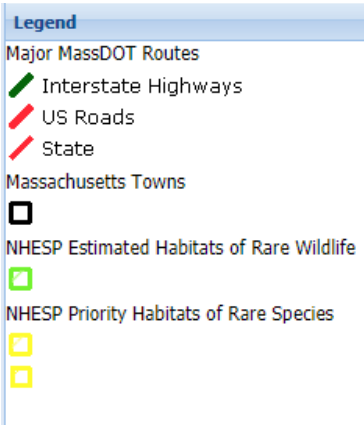 Legend
Major MassDOT Routes
Interstate Highways
US Roads
State
Massachusetts Towns
NHESP Estimated Habitats of Rare Wildlife
NHESP Priority Habitats of Rare Species